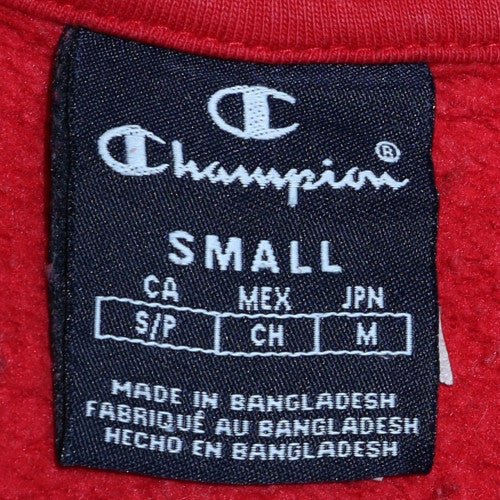 Champion®
SMALL
CA MEX JPN
S/P CH M
MADE IN BANGLADESH
FABRIQUÉ AU BANGLADESH
HECHO EN BANGLADESH